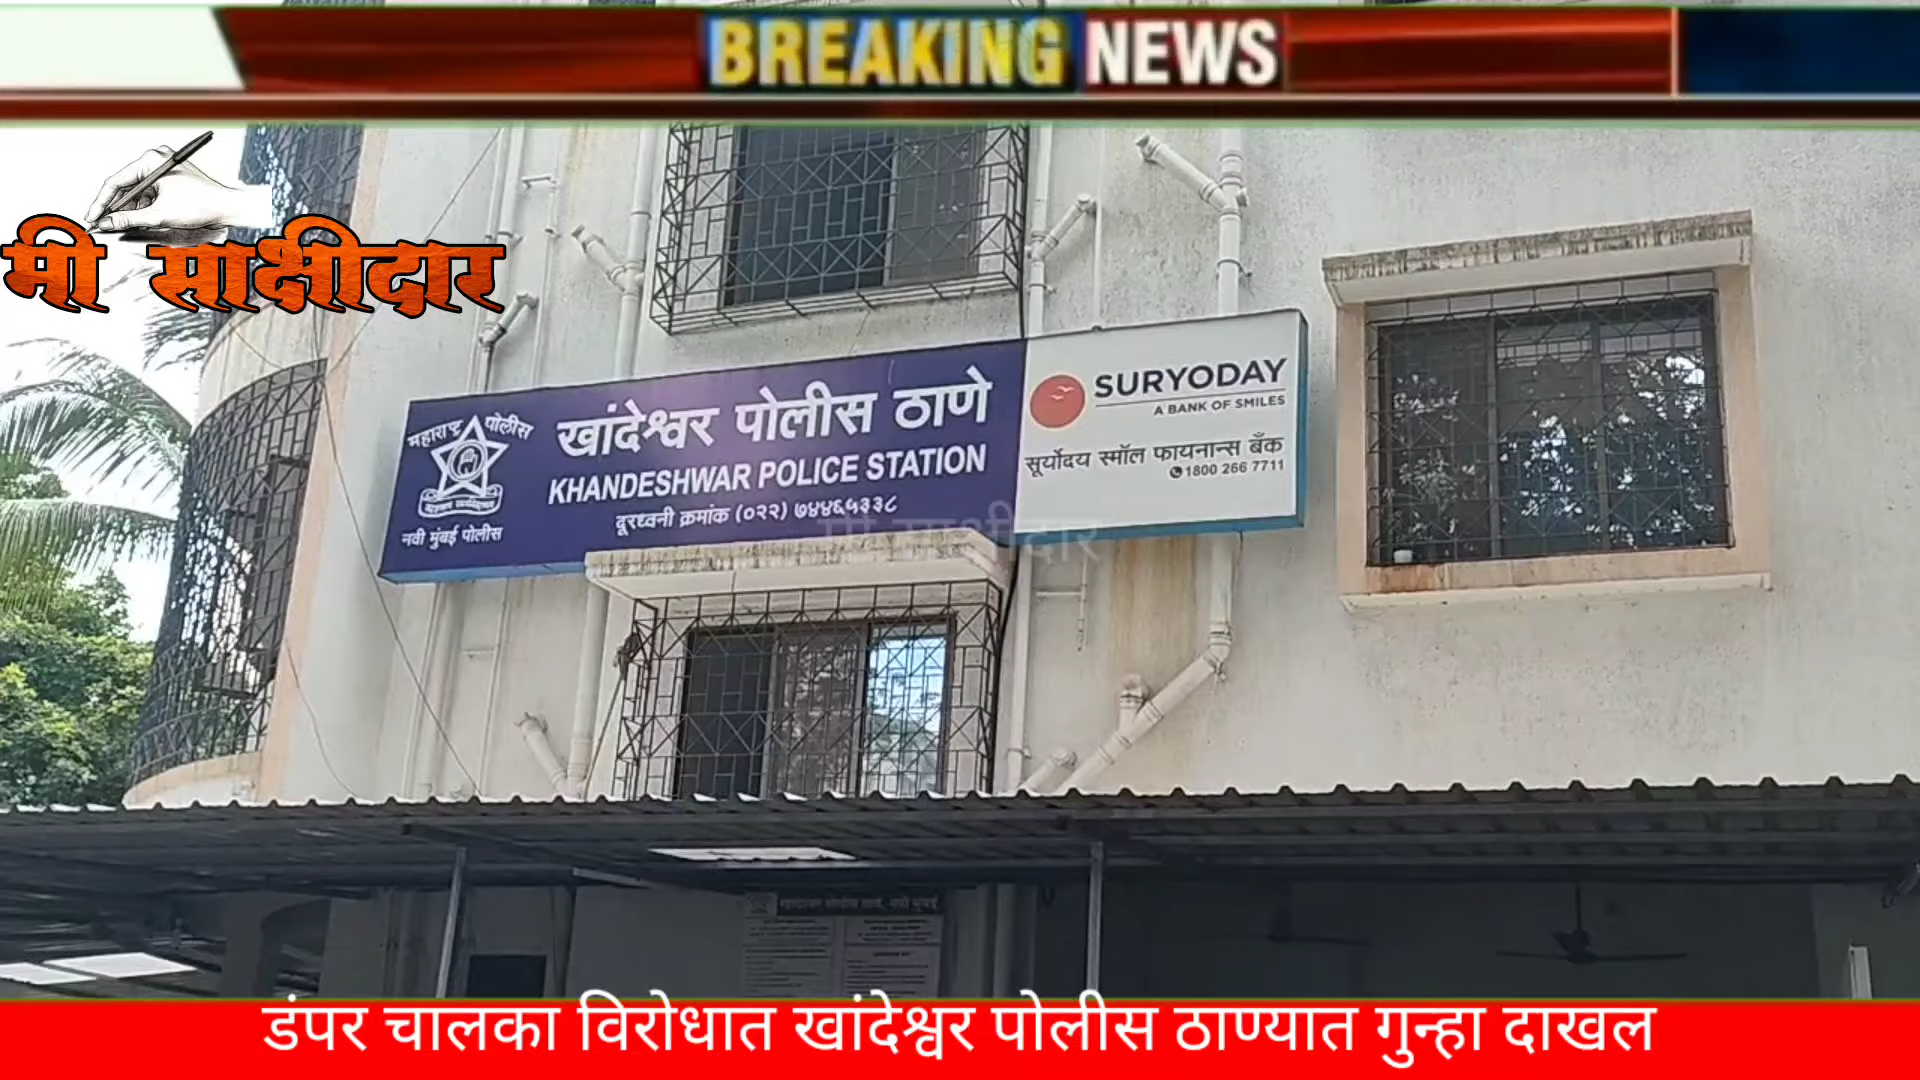 BREAKING NEWS
मी साक्षीदार
महाराष्ट्र पोलीस
नवी मुंबई पोलीस
खांदेश्वर पोलीस ठाणे
KHANDESHWAR POLICE STATION
दूरध्वनी क्रमांक (०२२) ७४४६५३३८
SURYODAY
A BANK OF SMILES
सूर्योदय स्मॉल फायनान्स बँक
1800 266 7711
मी साक्षीदार
डंपर चालका विरोधात खांदेश्वर पोलीस ठाण्यात गुन्हा दाखल